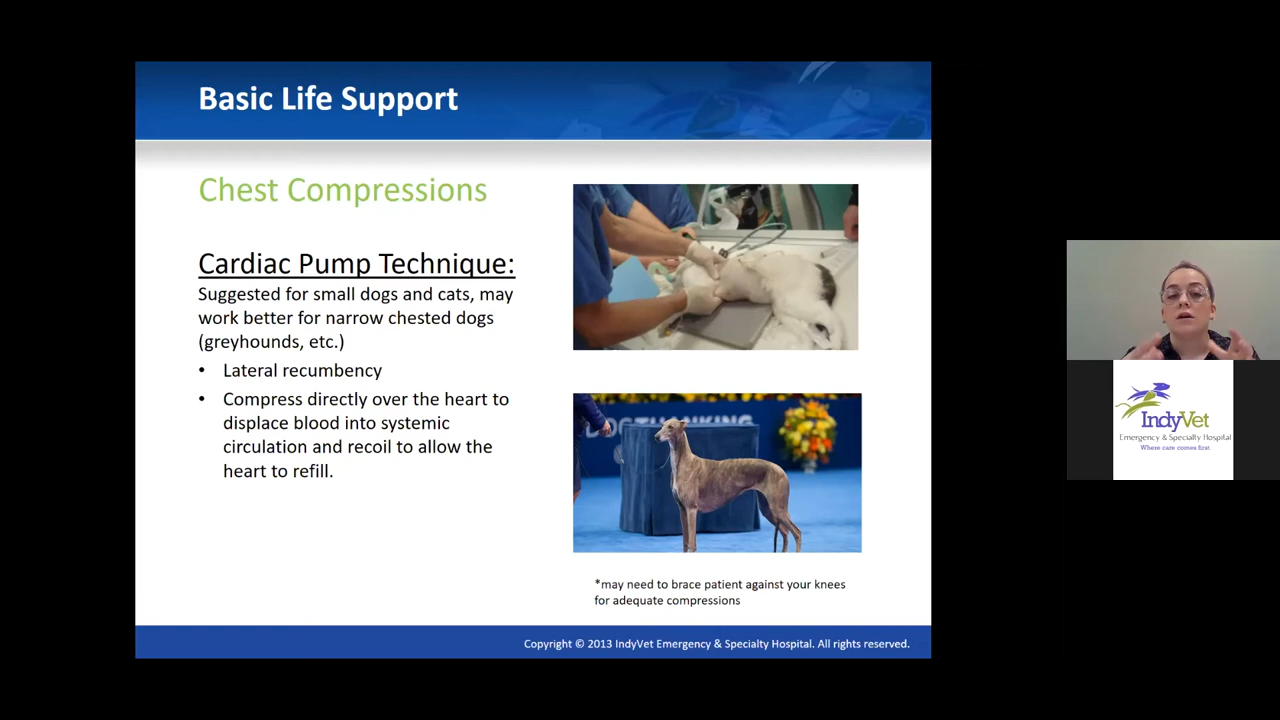 Basic Life Support
Chest Compressions
Cardiac Pump Technique:
Suggested for small dogs and cats, may
work better for narrow chested dogs
(greyhounds, etc.)
• Lateral recumbency
• Compress directly over the heart to
displace blood into systemic
circulation and recoil to allow the
heart to refill.
*may need to brace patient against your knees
for adequate compressions
Copyright © 2013 IndyVet Emergency & Specialty Hospital. All rights reserved.
IndyVet
Emergency & Specialty Hospital
Where care comes first.